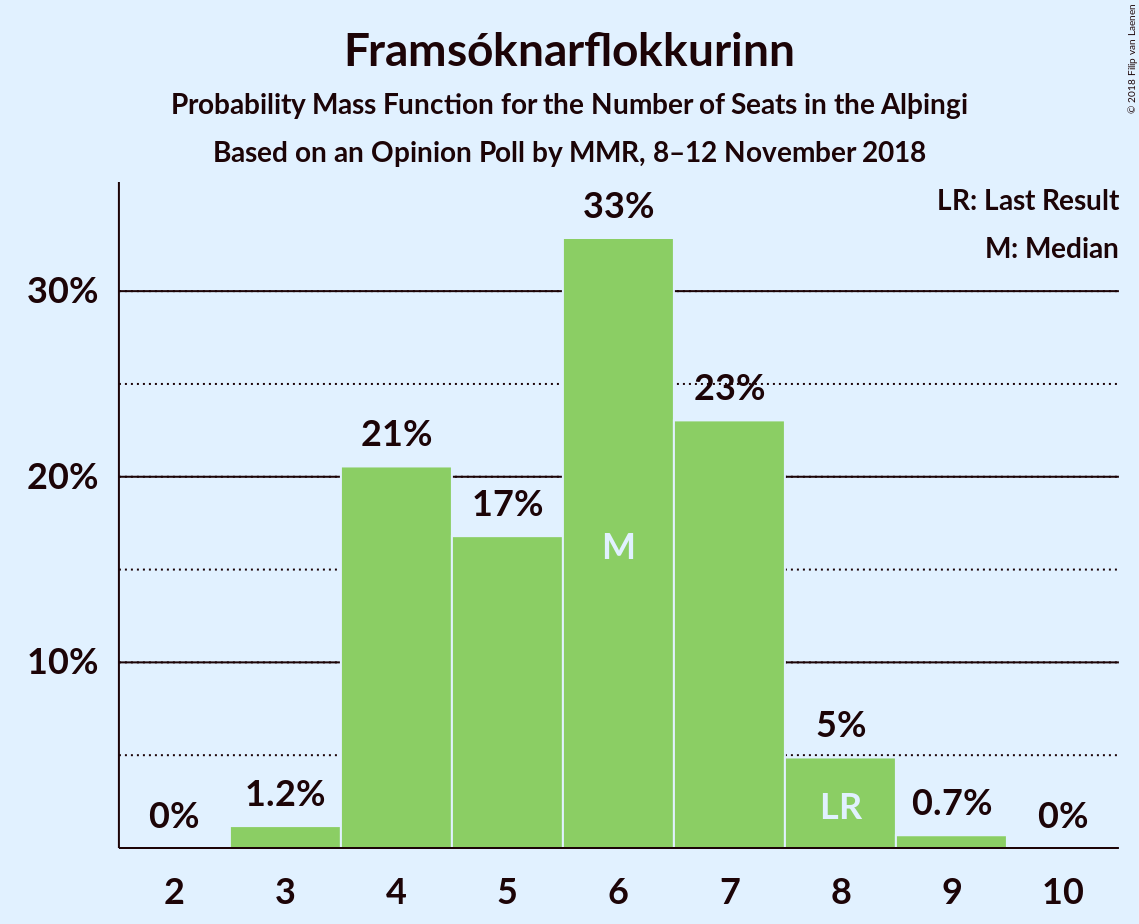 Framsóknarflokkurinn
Probability Mass Function for the Number of Seats in the Alþingi
Based on an Opinion Poll by MMR, 8–12 November 2018
© 2018 Filip van Laenen
LR: Last Result
M: Median
33%
30%
23%
21%
20%
17%
M
10%
5%
1.2%
LR
0.7%
0%
0%
2 3 4 5 6 7 8 9 10